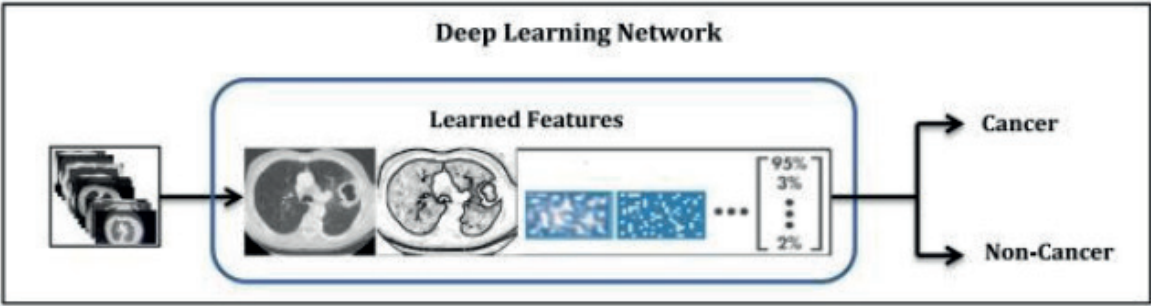 Deep Learning Network
Learned Features
95%
3%
2%
Cancer
Non-Cancer